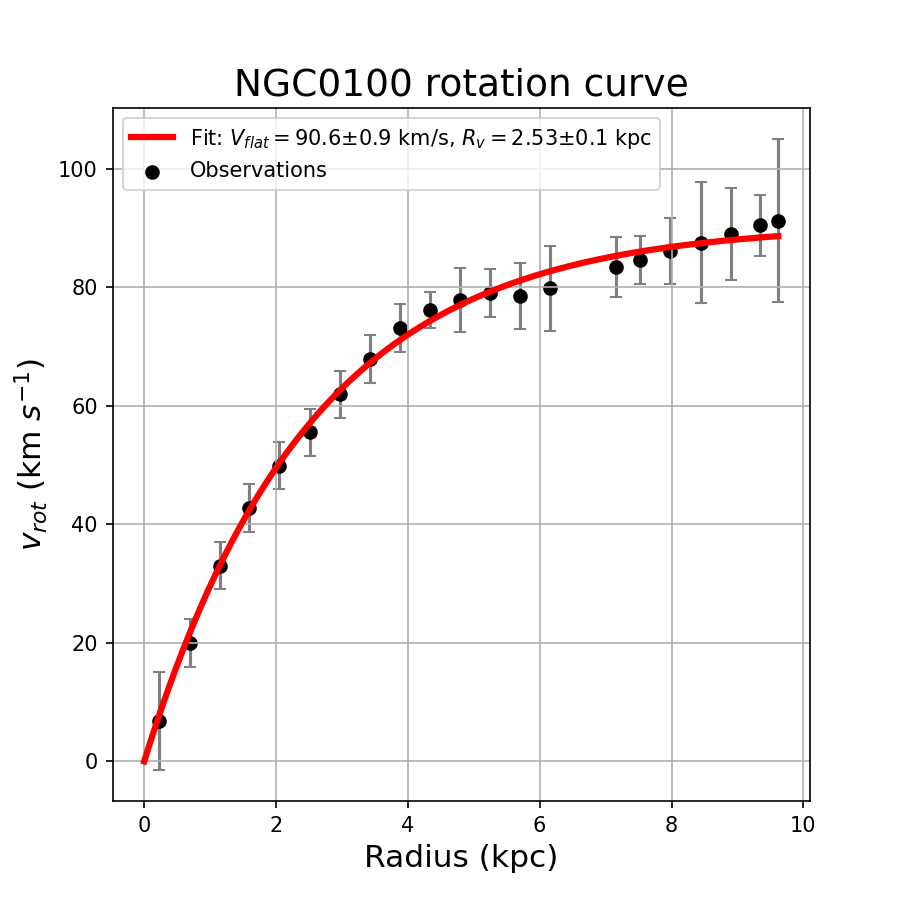 NGC0100 rotation curve
Fit: V_flat = 90.6±0.9 km/s, R_v = 2.53±0.1 kpc
Observations
100
80
60
40
20
0
v_rot (km s^−1)
0 2 4 6 8 10
Radius (kpc)